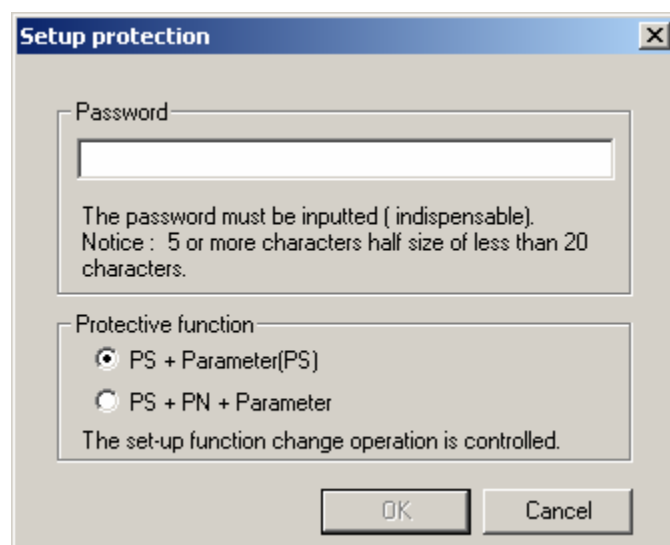 Setup protection
Password
The password must be inputted ( indispensable).
Notice :  5 or more characters half size of less than 20
characters.
Protective function
PS + Parameter(PS)
PS + PN + Parameter
The set-up function change operation is controlled.
OK
Cancel